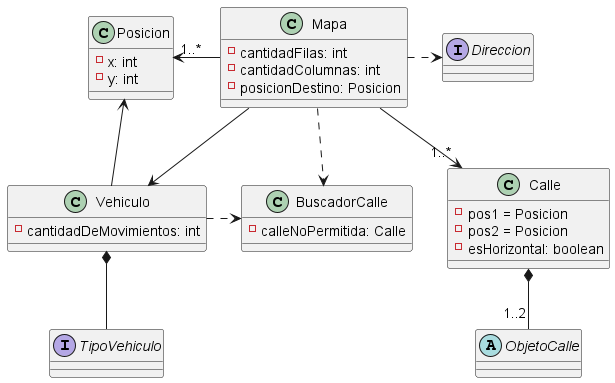 C Posicion
x: int
y: int
1..*
C Mapa
cantidadFilas: int
cantidadColumnas: int
posicionDestino: Posicion
I Direccion
1..*
C Vehiculo
cantidadDeMovimientos: int
C BuscadorCalle
calleNoPermitida: Calle
C Calle
pos1 = Posicion
pos2 = Posicion
esHorizontal: boolean
1..2
I TipoVehiculo
A ObjetoCalle